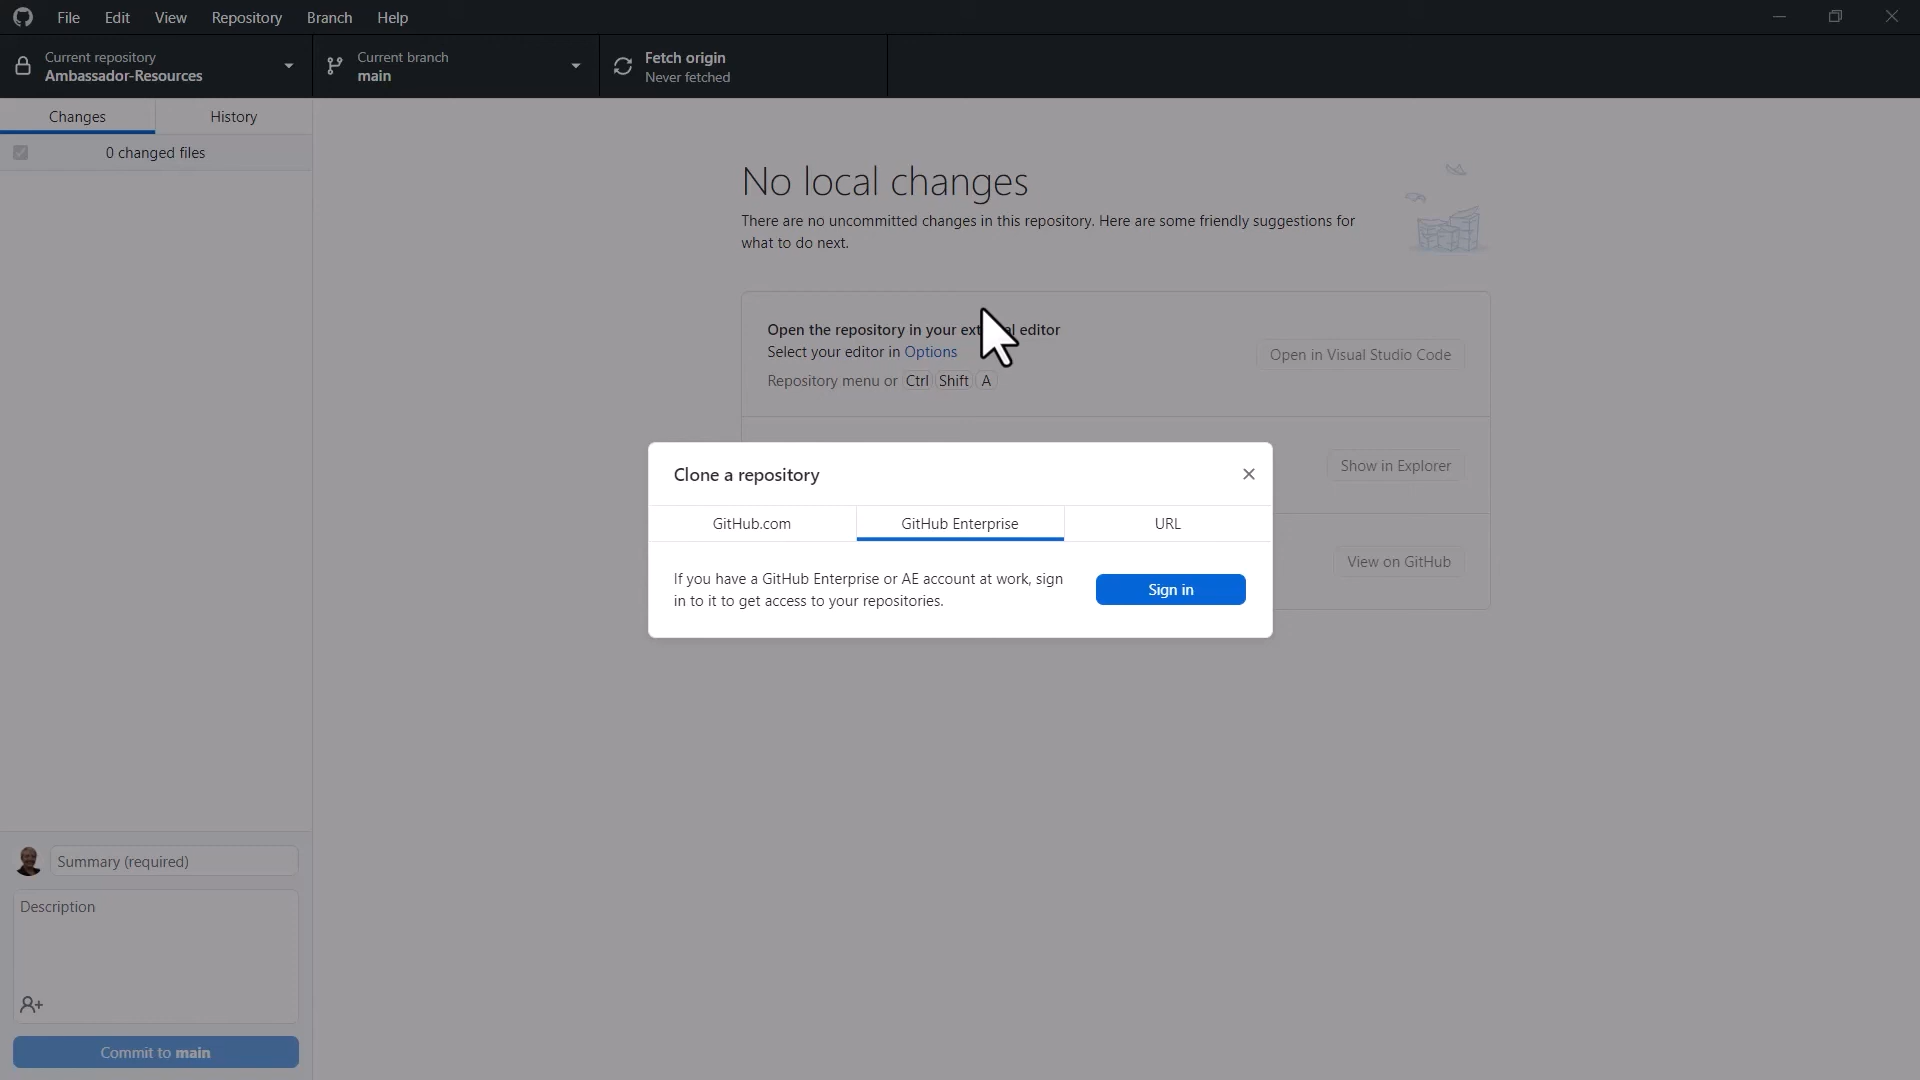 File Edit View Repository Branch Help
Current repository
Ambassador-Resources
Current branch
main
Fetch origin
Never fetched
Changes History
0 changed files
No local changes
There are no uncommitted changes in this repository. Here are some friendly suggestions for
what to do next.
Open the repository in your editor
Select your editor in Options
Repository menu or Ctrl Shift A
Open in Visual Studio Code
Show in Explorer
View on GitHub
Clone a repository
GitHub.com GitHub Enterprise URL
If you have a GitHub Enterprise or AE account at work, sign
in to it to get access to your repositories.
Sign in
Summary (required)
Description
Commit to main